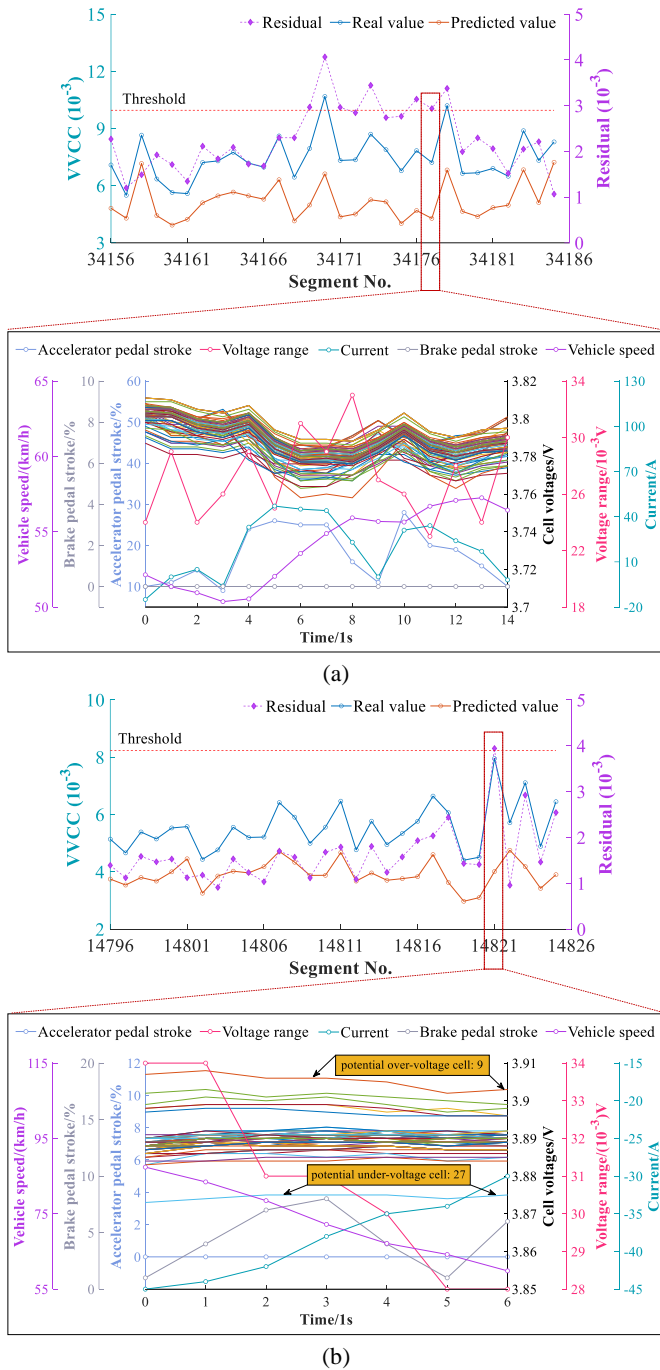 Residual Real value Predicted value
Threshold
VVCC (10⁻³)
15
12
9
6
3
Residual (10⁻³)
5
4
3
2
1
0
34156 34161 34166 34171 34176 34181 34186
Segment No.
Accelerator pedal stroke Voltage range Current Brake pedal stroke Vehicle speed
Vehicle speed/(km/h)
65
60
55
50
Brake pedal stroke/%
10
8
6
4
2
0
Accelerator pedal stroke/%
60
50
40
30
20
10
Cell voltages/V
3.82
3.8
3.78
3.76
3.74
3.72
3.7
Voltage range/10⁻³V
34
30
26
22
18
Current/A
130
100
70
40
10
-20
0 2 4 6 8 10 12 14
Time/1s
(a)
Residual Real value Predicted value
Threshold
VVCC (10⁻³)
10
8
6
4
2
Residual (10⁻³)
5
4
3
2
1
0
14796 14801 14806 14811 14816 14821 14826
Segment No.
Accelerator pedal stroke Voltage range Current Brake pedal stroke Vehicle speed
Vehicle speed/(km/h)
115
95
75
55
Brake pedal stroke/%
20
15
10
5
0
Accelerator pedal stroke/%
12
10
8
6
4
2
0
potential over-voltage cell: 9
potential under-voltage cell: 27
Cell voltages/V
3.91
3.9
3.89
3.88
3.87
3.86
3.85
Voltage range/(10⁻³)V
34
33
32
31
30
29
28
Current/A
-15
-20
-25
-30
-35
-40
-45
0 1 2 3 4 5 6
Time/1s
(b)